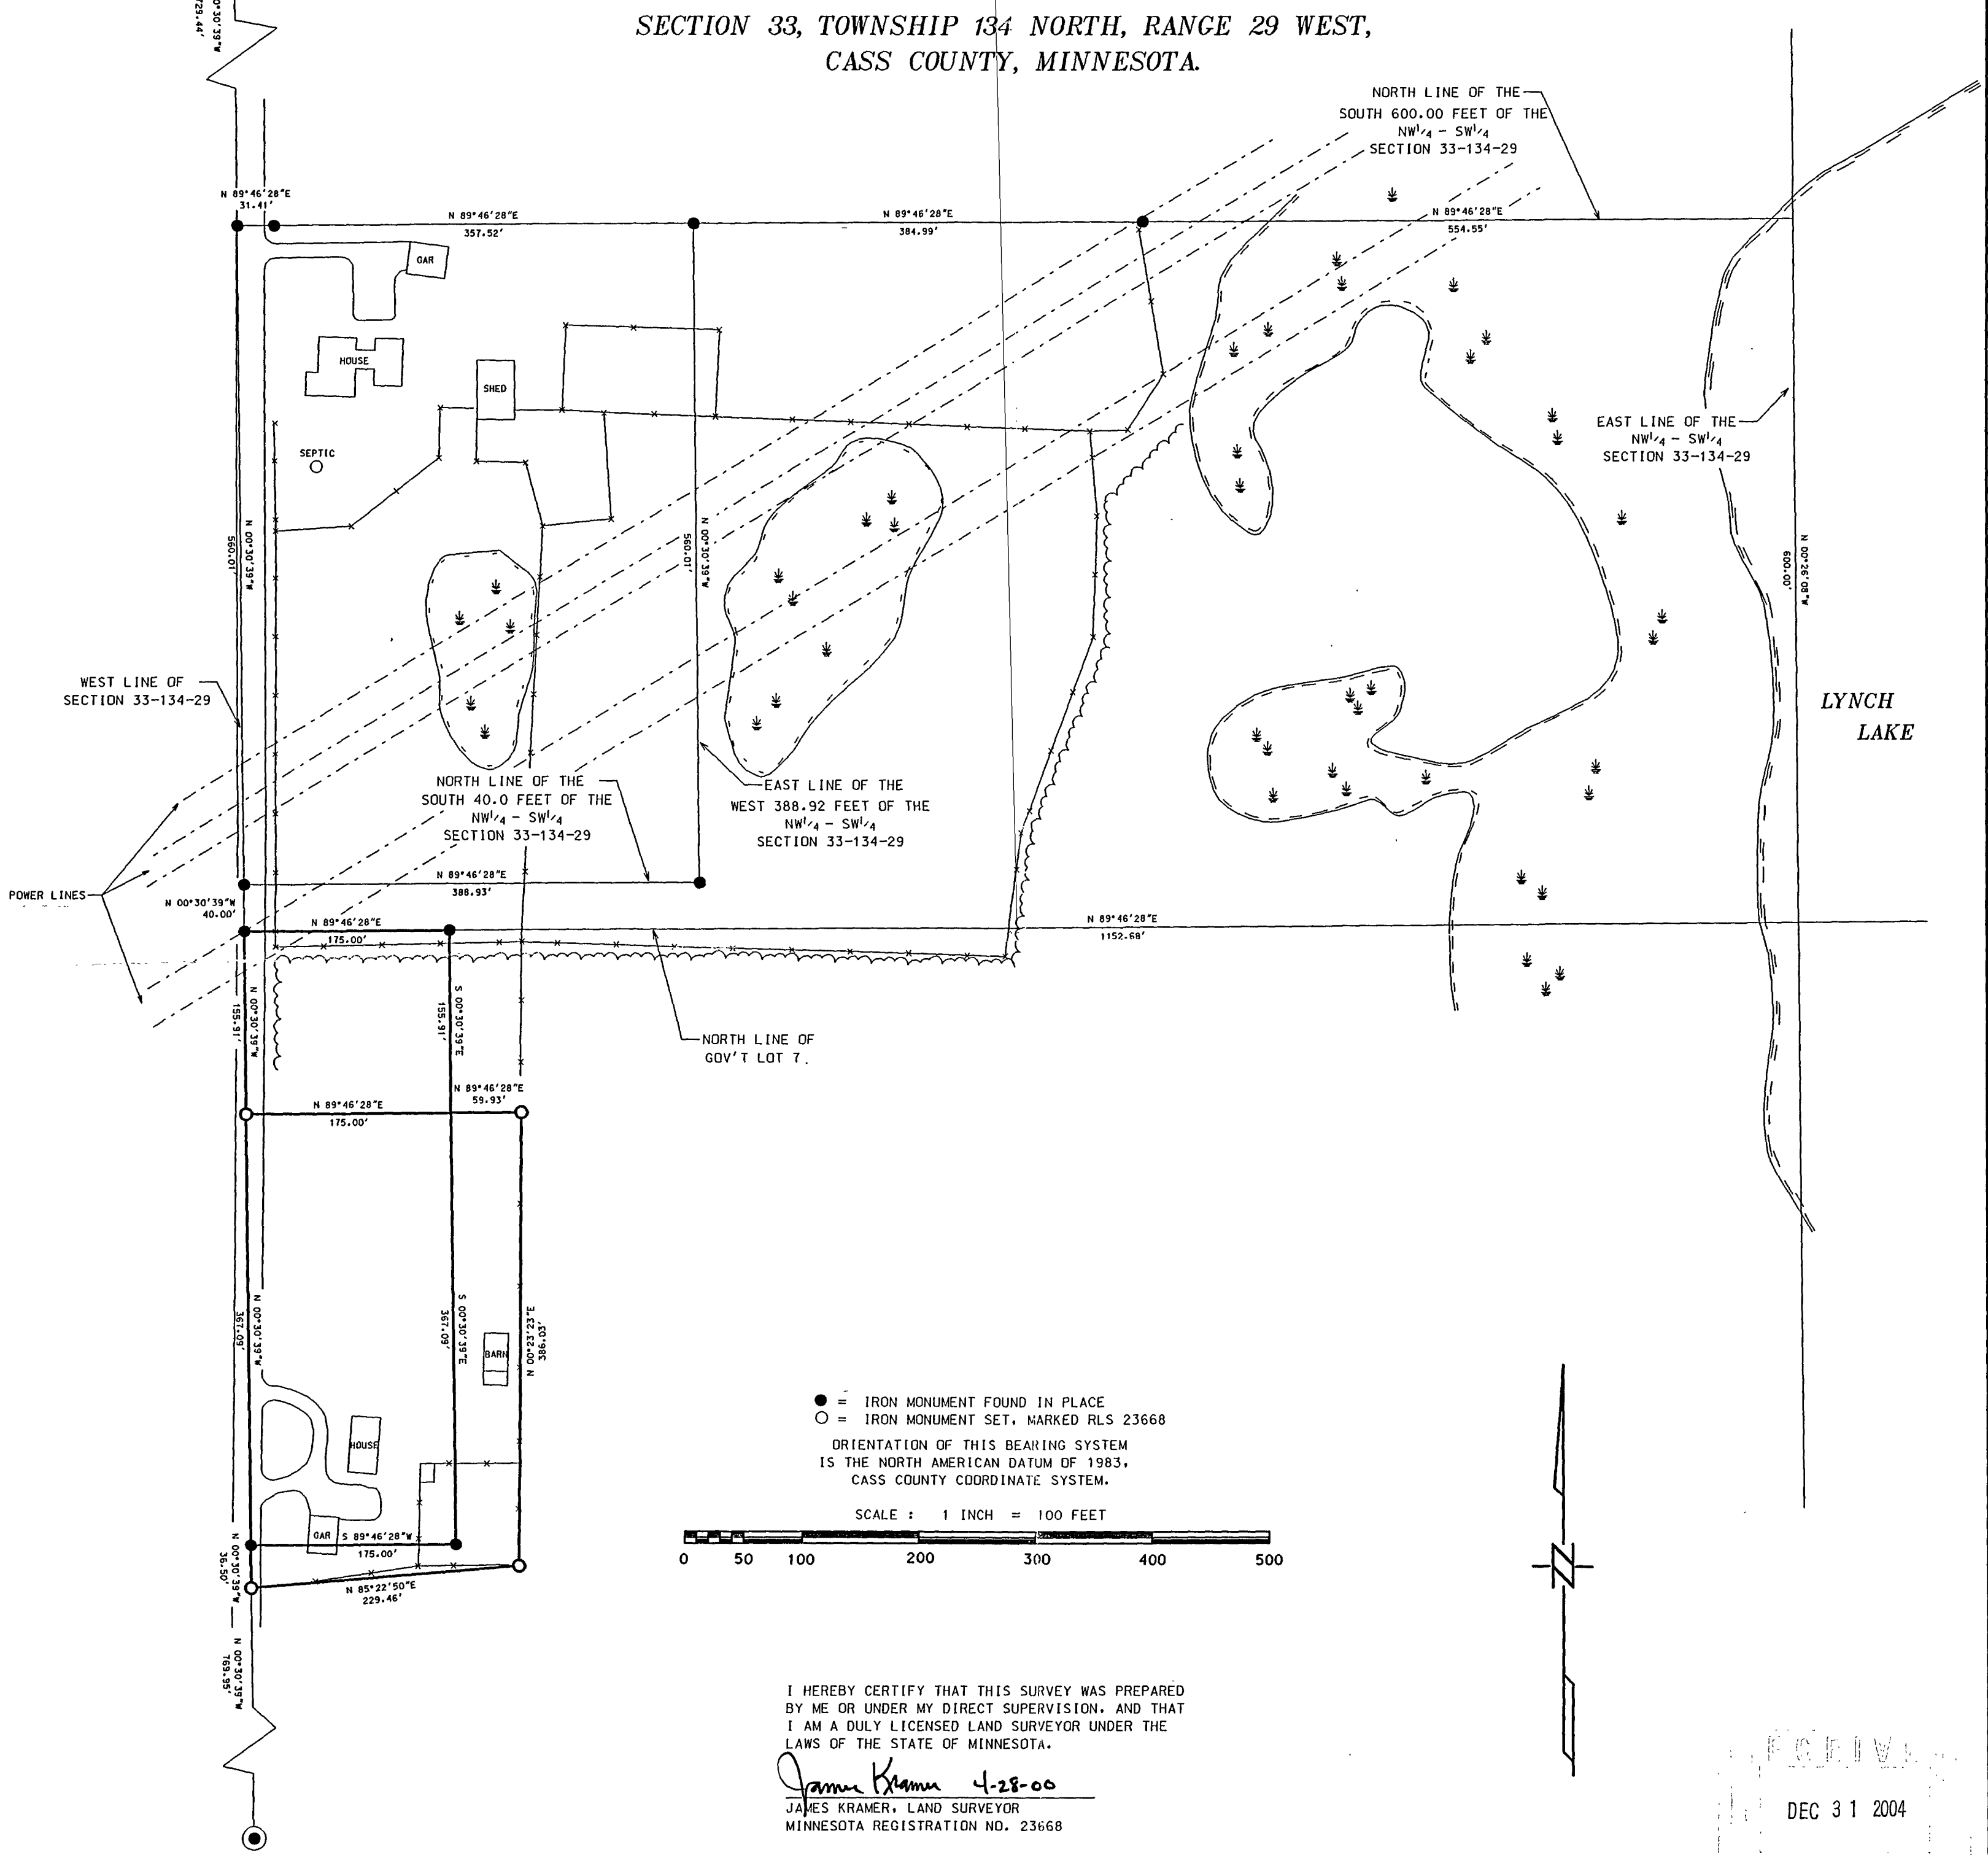 SECTION 33, TOWNSHIP 134 NORTH, RANGE 29 WEST,
CASS COUNTY, MINNESOTA.
0°30'39"W
729.44'
NORTH LINE OF THE
SOUTH 600.00 FEET OF THE
NW1/4 - SW1/4
SECTION 33-134-29
N 89°46'28"E
31.41'
N 89°46'28"E
357.52'
N 89°46'28"E
384.99'
N 89°46'28"E
554.55'
GAR
HOUSE
SHED
SEPTIC
EAST LINE OF THE
NW1/4 - SW1/4
SECTION 33-134-29
N 00°30'39"W
560.01'
N 00°30'39"W
560.01'
N 00°26'08"W
600.00'
WEST LINE OF
SECTION 33-134-29
LYNCH
LAKE
NORTH LINE OF THE
SOUTH 40.0 FEET OF THE
NW1/4 - SW1/4
SECTION 33-134-29
EAST LINE OF THE
WEST 388.92 FEET OF THE
NW1/4 - SW1/4
SECTION 33-134-29
POWER LINES
N 89°46'28"E
388.93'
N 00°30'39"W
40.00'
N 89°46'28"E
175.00'
N 89°46'28"E
1152.68'
N 00°30'39"W
155.91'
S 00°30'39"E
155.91'
NORTH LINE OF
GOV'T LOT 7.
N 89°46'28"E
59.93'
N 89°46'28"E
175.00'
N 00°30'39"W
367.09'
S 00°30'39"E
367.09'
BARN
N 00°23'23"E
386.03'
HOUSE
GAR
S 89°46'28"W
175.00'
N 00°30'39"W
36.50'
N 85°22'50"E
229.46'
N 00°30'39"W
769.95'
= IRON MONUMENT FOUND IN PLACE
= IRON MONUMENT SET, MARKED RLS 23668
ORIENTATION OF THIS BEARING SYSTEM
IS THE NORTH AMERICAN DATUM OF 1983,
CASS COUNTY COORDINATE SYSTEM.
SCALE : 1 INCH = 100 FEET
0 50 100 200 300 400 500
N
I HEREBY CERTIFY THAT THIS SURVEY WAS PREPARED
BY ME OR UNDER MY DIRECT SUPERVISION, AND THAT
I AM A DULY LICENSED LAND SURVEYOR UNDER THE
LAWS OF THE STATE OF MINNESOTA.
James Kramer 4-28-00
JAMES KRAMER, LAND SURVEYOR
MINNESOTA REGISTRATION NO. 23668
DEC 31 2004